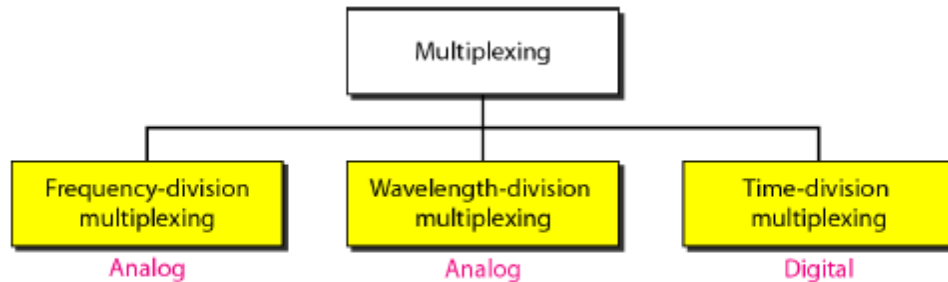 Multiplexing
Frequency-division
multiplexing
Wavelength-division
multiplexing
Time-division
multiplexing
Analog
Analog
Digital